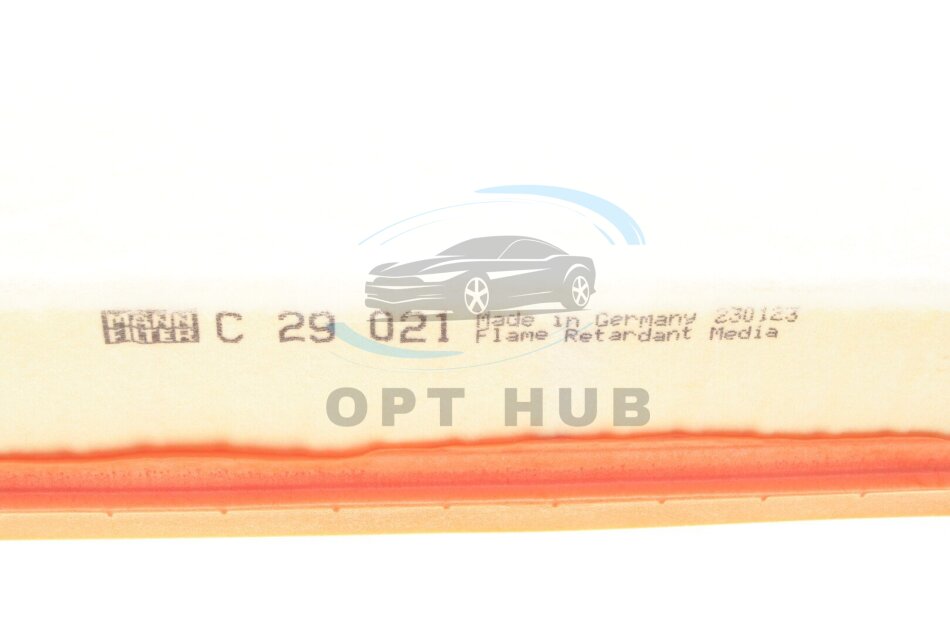 MANN FILTER C 29 021 Made in Germany 230123
Flame Retardant Media
OPT HUB